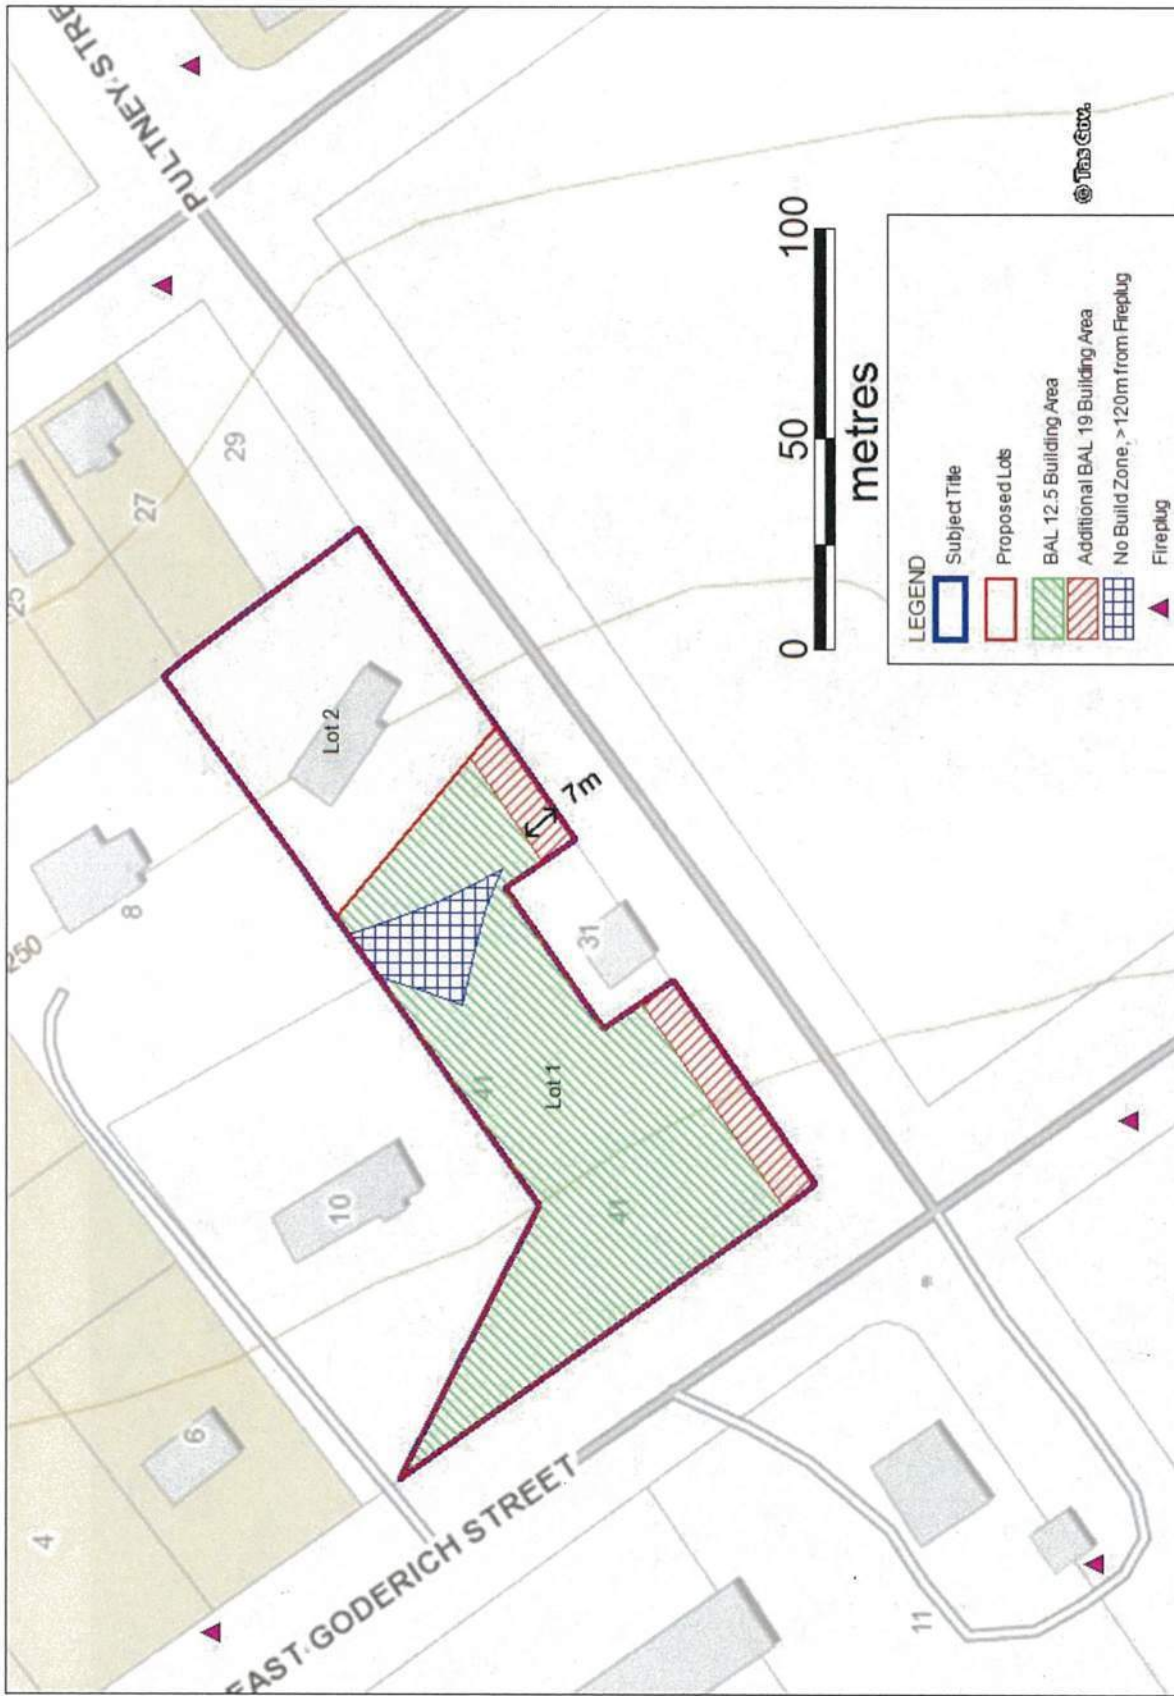 PULTNEY STRE
25
27
29
Lot 2
8
250
7m
31
41
Lot 1
10
41
6
4
EAST GODERICH STREET
11
0 50 100
metres
© Tas Gov.
LEGEND
Subject Title
Proposed Lots
BAL 12.5 Building Area
Additional BAL 19 Building Area
No Build Zone, >120m from Fireplug
Fireplug